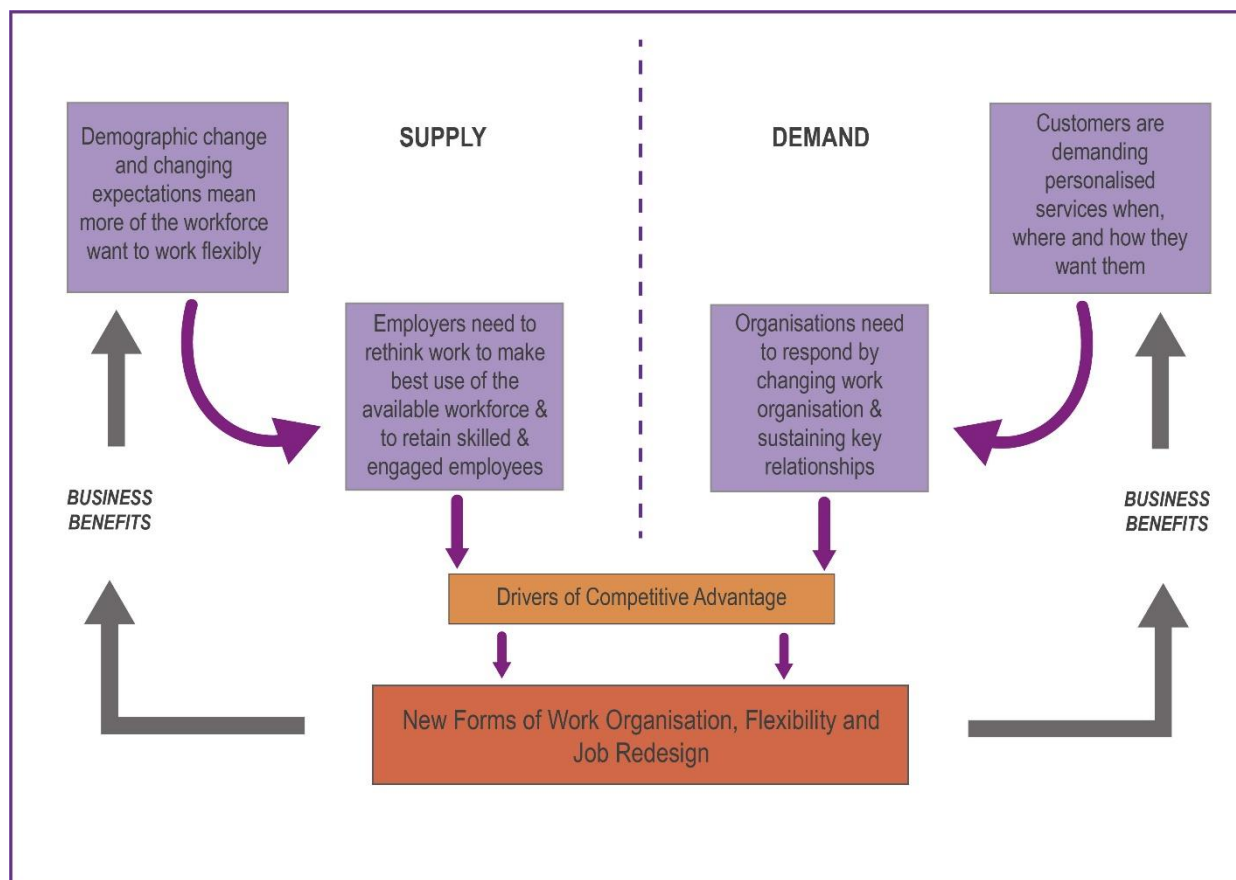 Demographic change
and changing
expectations mean
more of the workforce
want to work flexibly
SUPPLY
Employers need to
rethink work to make
best use of the
available workforce &
to retain skilled &
engaged employees
BUSINESS
BENEFITS
DEMAND
Customers are
demanding
personalised
services when,
where and how they
want them
Organisations need
to respond by
changing work
organisation &
sustaining key
relationships
BUSINESS
BENEFITS
Drivers of Competitive Advantage
New Forms of Work Organisation, Flexibility and
Job Redesign